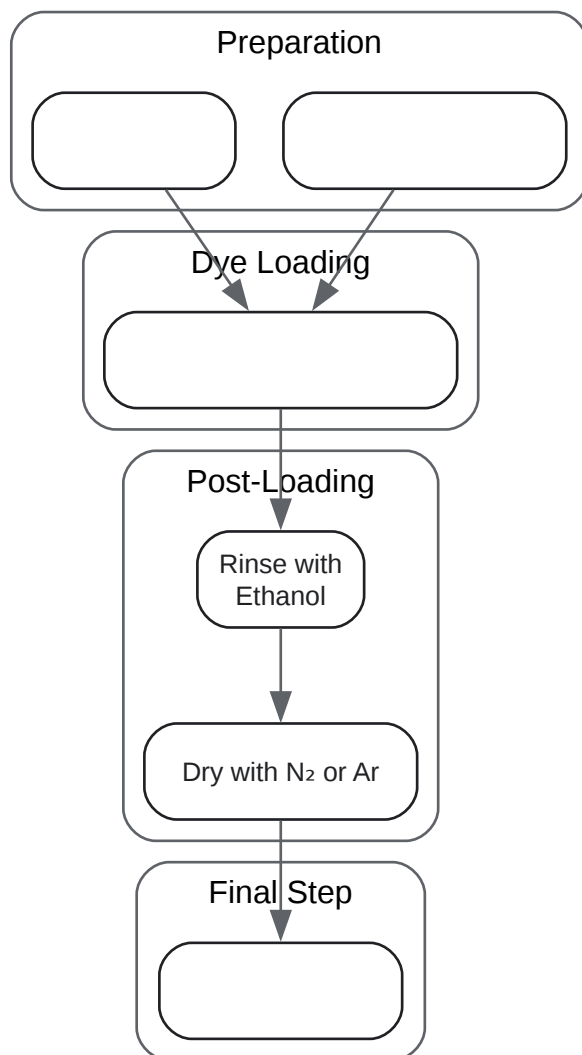 Preparation
Dye Loading
Post-Loading
Rinse with
Ethanol
Dry with N₂ or Ar
Final Step